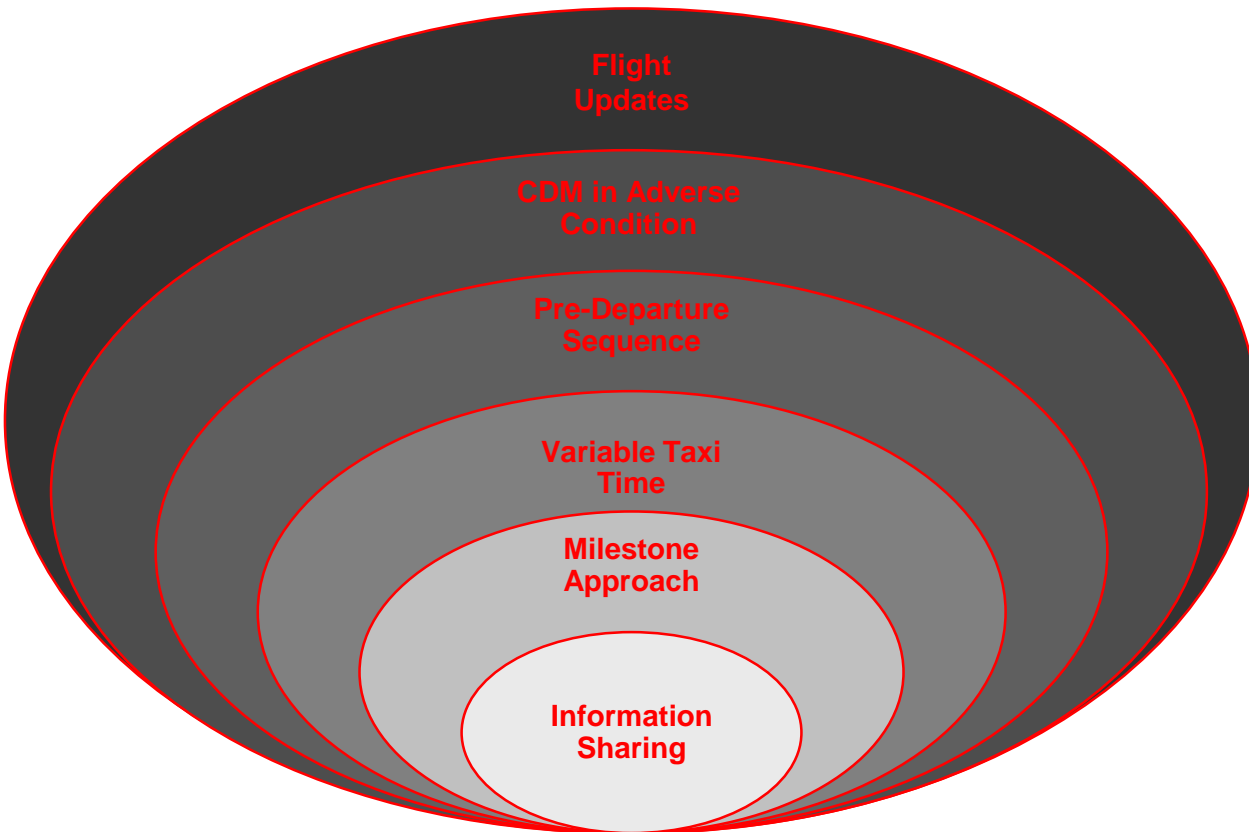 Flight
Updates
CDM in Adverse
Condition
Pre-Departure
Sequence
Variable Taxi
Time
Milestone
Approach
Information
Sharing